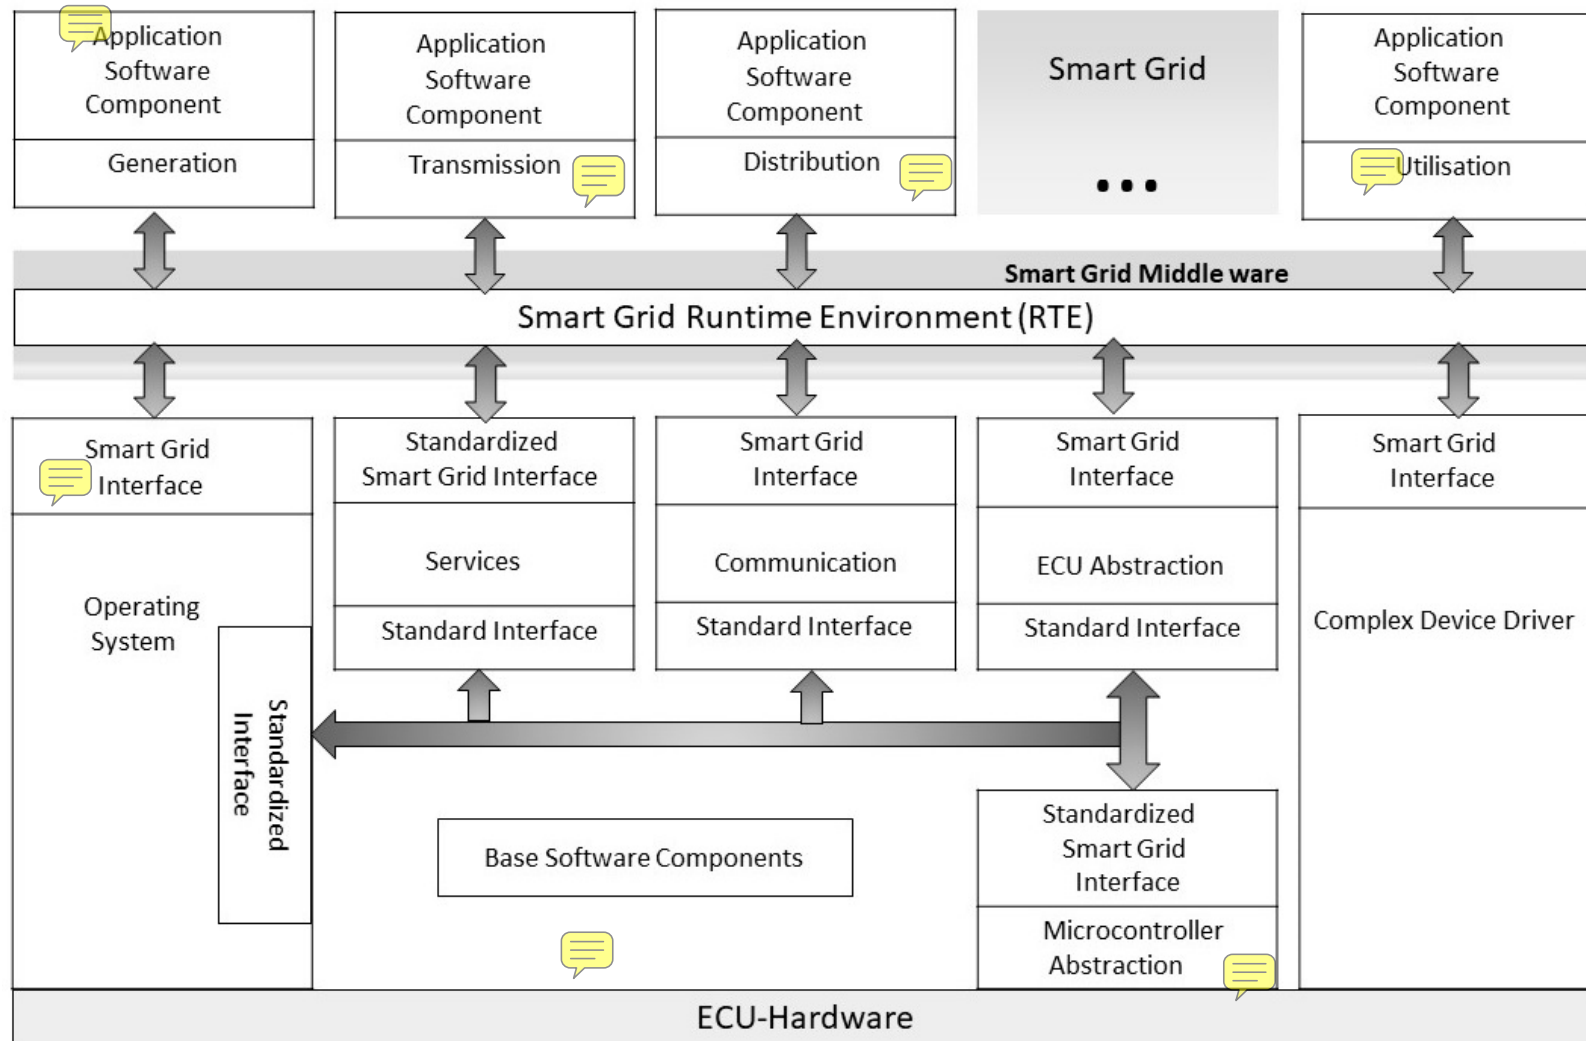 Application
Software
Component
Generation
Application
Software
Component
Transmission
Application
Software
Component
Distribution
Smart Grid
...
Application
Software
Component
Utilisation
Smart Grid Middle ware
Smart Grid Runtime Environment (RTE)
Smart Grid
Interface
Operating
System
Standardized
Interface
Standardized
Smart Grid Interface
Services
Standard Interface
Smart Grid
Interface
Communication
Standard Interface
Smart Grid
Interface
ECU Abstraction
Standard Interface
Smart Grid
Interface
Complex Device Driver
Base Software Components
Standardized
Smart Grid
Interface
Microcontroller
Abstraction
ECU-Hardware